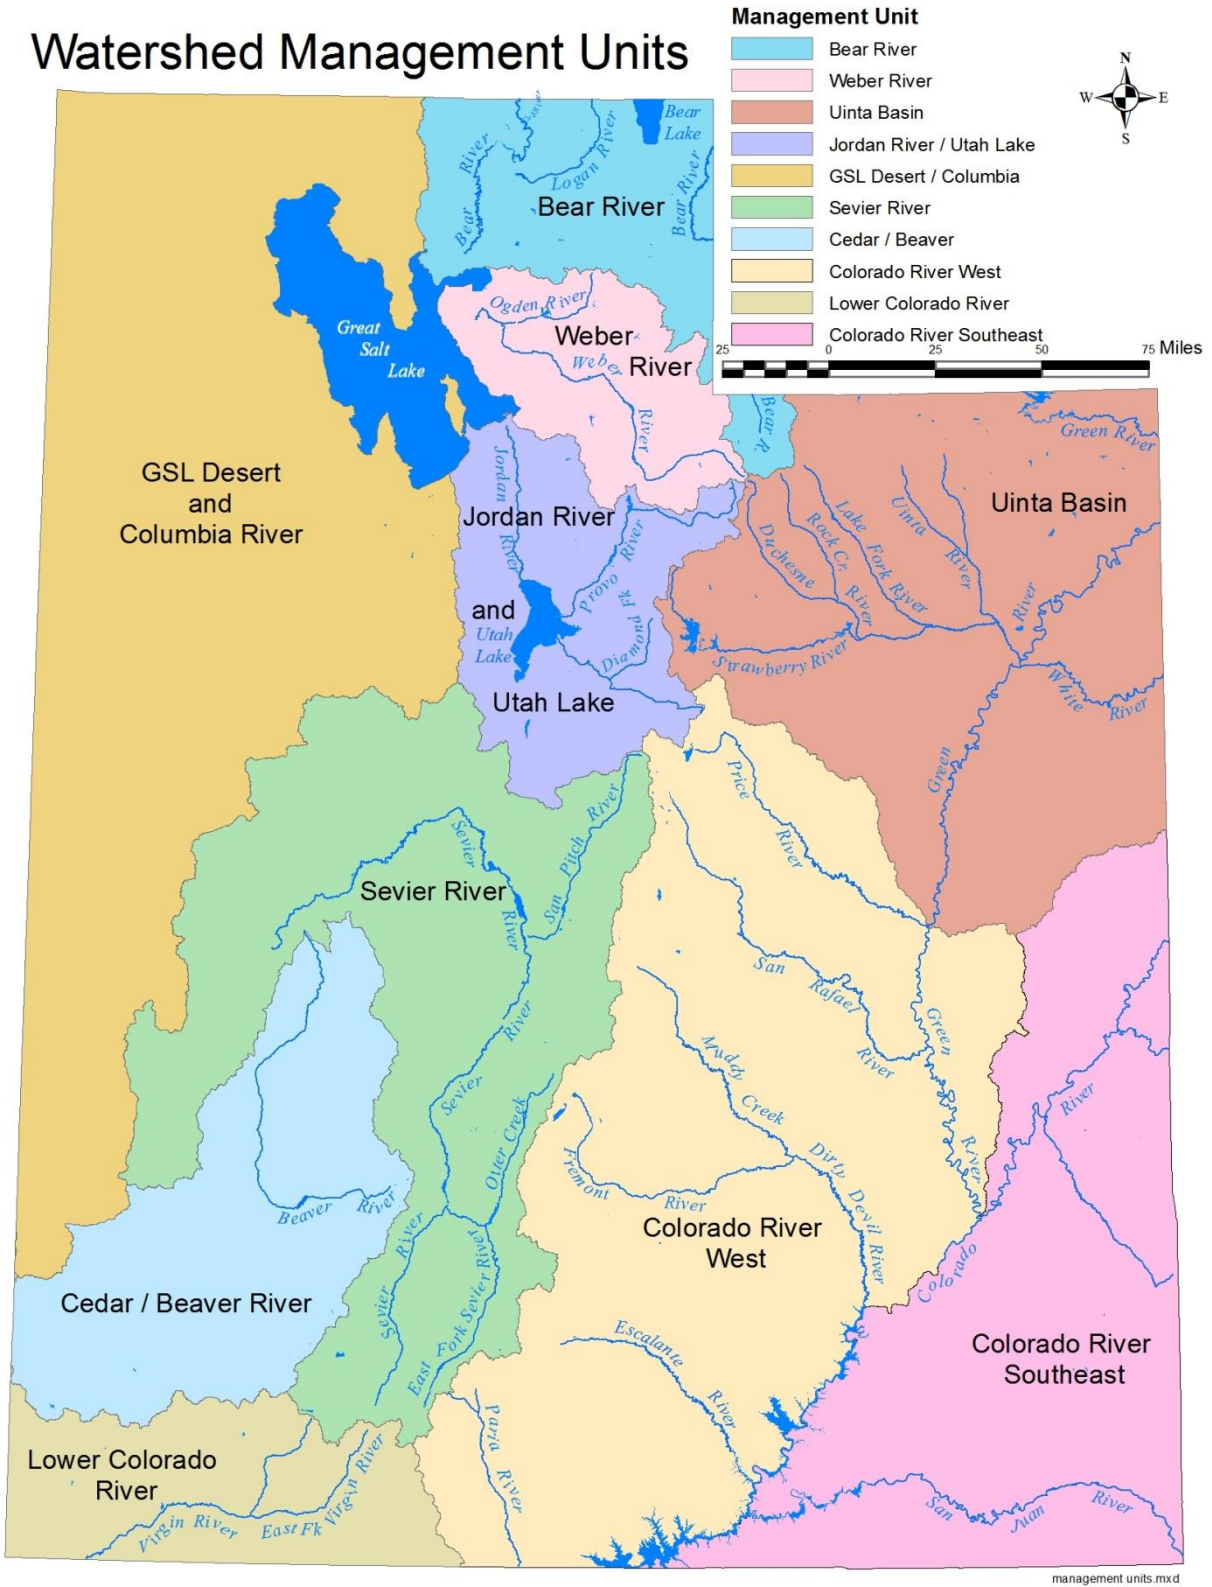 Watershed Management Units
Management Unit
Bear River
Weber River
Uinta Basin
Jordan River / Utah Lake
GSL Desert / Columbia
Sevier River
Cedar / Beaver
Colorado River West
Lower Colorado River
Colorado River Southeast
N
W
E
S
25
0
25
50
75 Miles
Bear
Lake
Bear River
Logan River
Bear River
Bear River
Ogden River
Weber
River
Weber
River
Great
Salt
Lake
Bear R
Green River
GSL Desert
and
Columbia River
Jordan
River
Jordan River
Provo River
and
Utah
Lake
Diamond Fk
Utah Lake
Uinta Basin
Duchesne
River
Rock Cr.
Lake Fork River
Uinta
River
River
Strawberry River
White
River
Green
Price
River
San Pitch River
Sevier
River
Sevier River
San
Rafael
River
Green
River
Sevier
River
Muddy
Creek
Otter Creek
Dirty
Devil River
Fremont
River
Beaver River
Colorado River
West
River
Colorado
Cedar / Beaver River
Sevier River
East Fork Sevier River
Escalante
River
Colorado River
Southeast
Paria
River
Lower Colorado
River
Virgin River
East Fk Virgin River
San
Juan
River
management units.mxd